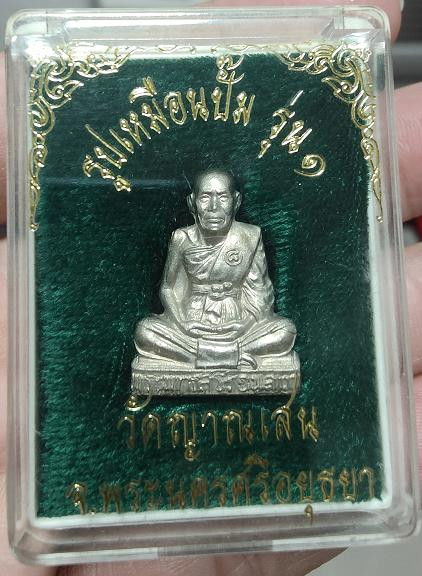 รูปเหมือนปั๊ม รุ่น ๑
วัดญาณเสน
จ.พระนครศรีอยุธยา